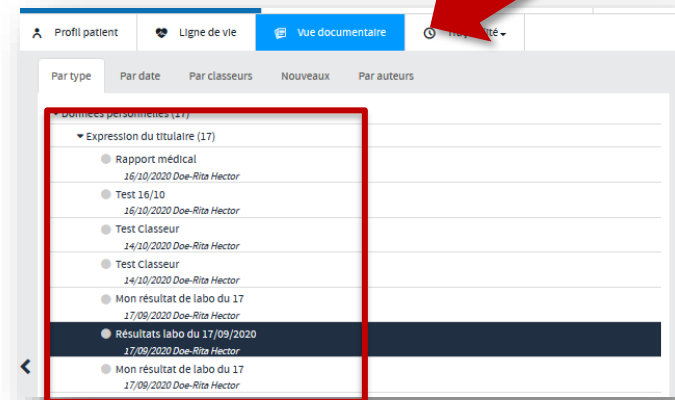 Profil patient
Ligne de vie
Vue documentaire
Par type
Par date
Par classeurs
Nouveaux
Par auteurs
Données personnelles (17)
Expression du titulaire (17)
Rapport médical
16/10/2020 Doe-Rita Hector
Test 16/10
16/10/2020 Doe-Rita Hector
Test Classeur
14/10/2020 Doe-Rita Hector
Test Classeur
14/10/2020 Doe-Rita Hector
Mon résultat de labo du 17
17/09/2020 Doe-Rita Hector
Résultats labo du 17/09/2020
17/09/2020 Doe-Rita Hector
Mon résultat de labo du 17
17/09/2020 Doe-Rita Hector